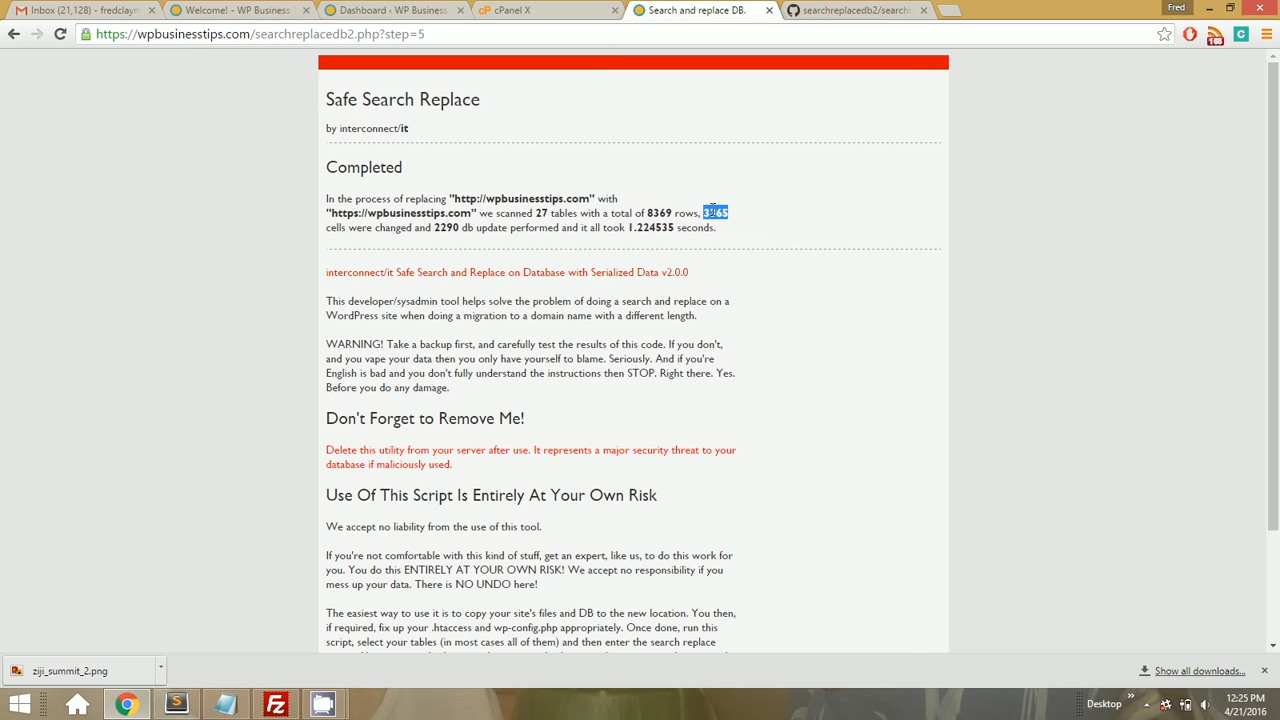 Inbox (21,128) - fredclaym
Welcome! - WP Business T
Dashboard ‹ WP Business
cPanel X
Search and replace DB.
searchreplacedb2/search
Fred
https://wpbusinesstips.com/searchreplacedb2.php?step=5
Safe Search Replace
by interconnect/it
Completed
In the process of replacing "http://wpbusinesstips.com" with
"https://wpbusinesstips.com" we scanned 27 tables with a total of 8369 rows,
cells were changed and 2290 db update performed and it all took 1.224535 seconds.
interconnect/it Safe Search and Replace on Database with Serialized Data v2.0.0
This developer/sysadmin tool helps solve the problem of doing a search and replace on a
WordPress site when doing a migration to a domain name with a different length.
WARNING! Take a backup first, and carefully test the results of this code. If you don't,
and you vape your data then you only have yourself to blame. Seriously. And if you're
English is bad and you don't fully understand the instructions then STOP. Right there. Yes.
Before you do any damage.
Don't Forget to Remove Me!
Delete this utility from your server after use. It represents a major security threat to your
database if maliciously used.
Use Of This Script Is Entirely At Your Own Risk
We accept no liability from the use of this tool.
If you're not comfortable with this kind of stuff, get an expert, like us, to do this work for
you. You do this ENTIRELY AT YOUR OWN RISK! We accept no responsibility if you
mess up your data. There is NO UNDO here!
The easiest way to use it is to copy your site's files and DB to the new location. You then,
if required, fix up your .htaccess and wp-config.php appropriately. Once done, run this
script, select your tables (in most cases all of them) and then enter the search replace
ziji_summit_2.png
Show all downloads...
Desktop
12:25 PM
4/21/2016